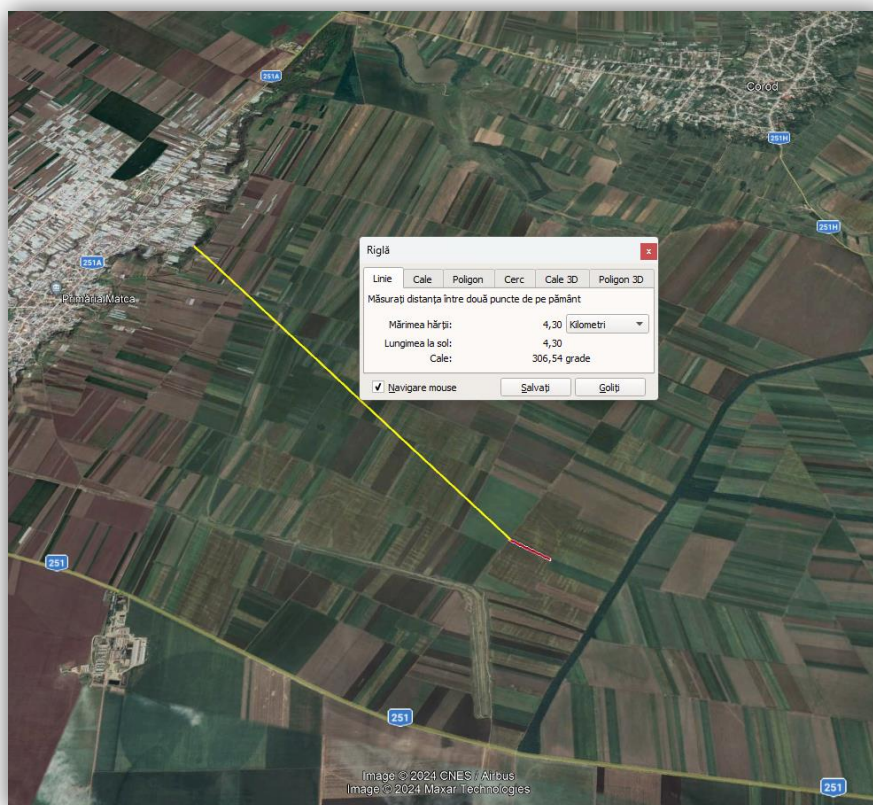 251A
Corod
251H
251H
251A
Primăria Matca
Riglă
x
Linie Cale Poligon Cerc Cale 3D Poligon 3D
Măsurați distanța între două puncte de pe pământ
Mărimea hărții: 4,30 Kilometri
Lungimea la sol: 4,30
Cale: 306,54 grade
Navigare mouse Salvați Goliți
251
251
251
Image © 2024 CNES / Airbus
Image © 2024 Maxar Technologies